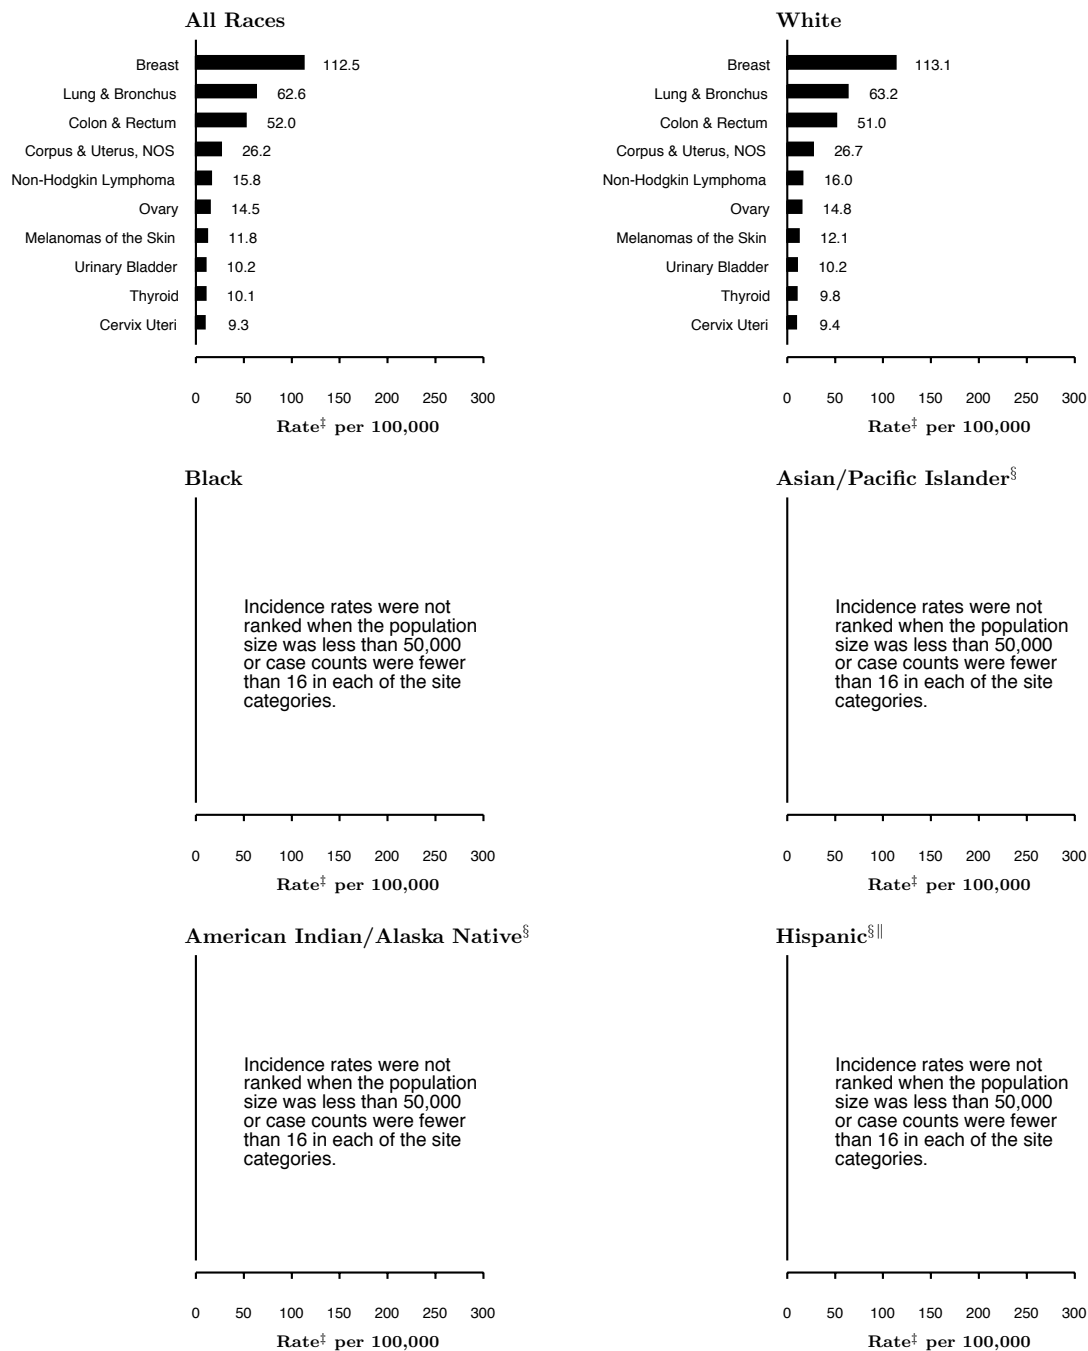 All Races
Breast 112.5
Lung & Bronchus 62.6
Colon & Rectum 52.0
Corpus & Uterus, NOS 26.2
Non-Hodgkin Lymphoma 15.8
Ovary 14.5
Melanomas of the Skin 11.8
Urinary Bladder 10.2
Thyroid 10.1
Cervix Uteri 9.3
0 50 100 150 200 250 300
Rate‡ per 100,000
White
Breast 113.1
Lung & Bronchus 63.2
Colon & Rectum 51.0
Corpus & Uterus, NOS 26.7
Non-Hodgkin Lymphoma 16.0
Ovary 14.8
Melanomas of the Skin 12.1
Urinary Bladder 10.2
Thyroid 9.8
Cervix Uteri 9.4
0 50 100 150 200 250 300
Rate‡ per 100,000
Black
Incidence rates were not
ranked when the population
size was less than 50,000
or case counts were fewer
than 16 in each of the site
categories.
0 50 100 150 200 250 300
Rate‡ per 100,000
Asian/Pacific Islander§
Incidence rates were not
ranked when the population
size was less than 50,000
or case counts were fewer
than 16 in each of the site
categories.
0 50 100 150 200 250 300
Rate‡ per 100,000
American Indian/Alaska Native§
Incidence rates were not
ranked when the population
size was less than 50,000
or case counts were fewer
than 16 in each of the site
categories.
0 50 100 150 200 250 300
Rate‡ per 100,000
Hispanic§‖
Incidence rates were not
ranked when the population
size was less than 50,000
or case counts were fewer
than 16 in each of the site
categories.
0 50 100 150 200 250 300
Rate‡ per 100,000